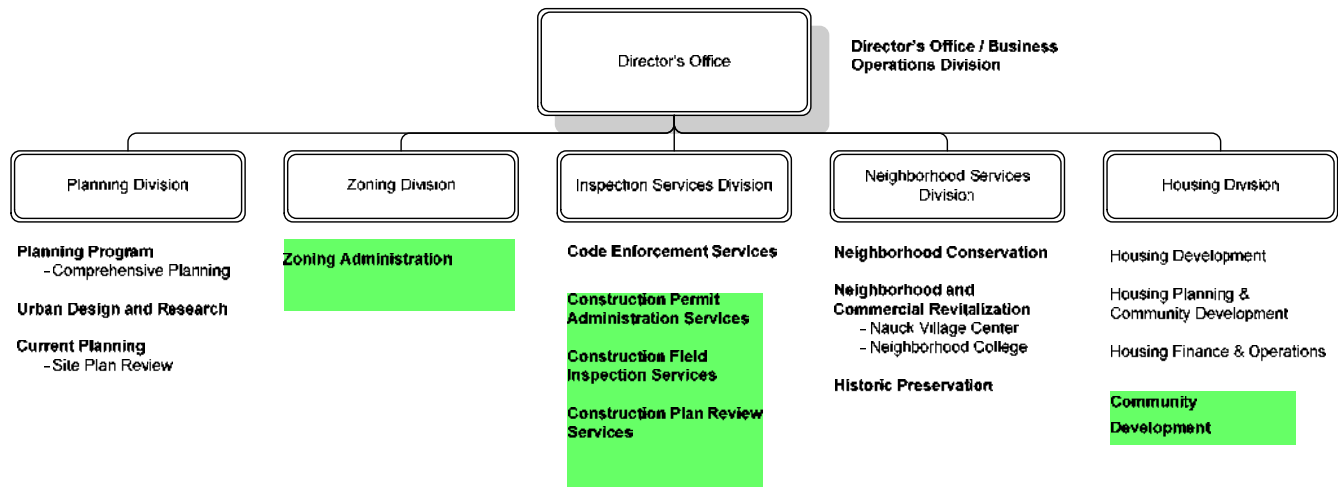 Director's Office
Director's Office / Business
Operations Division
Planning Division
Zoning Division
Inspection Services Division
Neighborhood Services
Division
Housing Division
Planning Program
- Comprehensive Planning
Urban Design and Research
Current Planning
- Site Plan Review
Zoning Administration
Code Enforcement Services
Construction Permit
Administration Services
Construction Field
Inspection Services
Construction Plan Review
Services
Neighborhood Conservation
Neighborhood and
Commercial Revitalization
- Nauck Village Center
- Neighborhood College
Historic Preservation
Housing Development
Housing Planning &
Community Development
Housing Finance & Operations
Community
Development